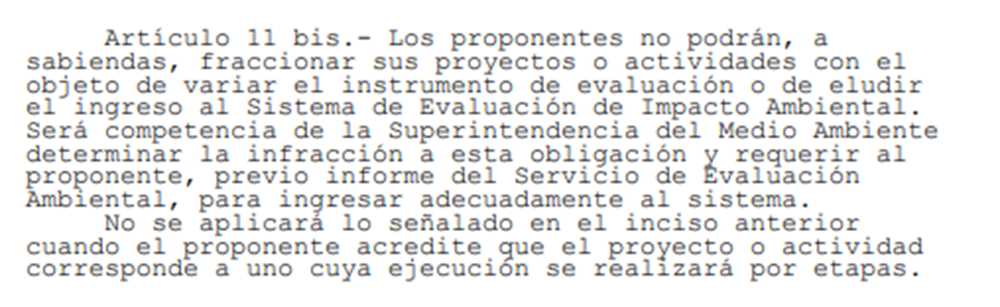 Artículo 11 bis.- Los proponentes no podrán, a
sabiendas, fraccionar sus proyectos o actividades con el
objeto de variar el instrumento de evaluación o de eludir
el ingreso al Sistema de Evaluación de Impacto Ambiental.
Será competencia de la Superintendencia del Medio Ambiente
determinar la infracción a esta obligación y requerir al
proponente, previo informe del Servicio de Evaluación
Ambiental, para ingresar adecuadamente al sistema.
No se aplicará lo señalado en el inciso anterior
cuando el proponente acredite que el proyecto o actividad
corresponde a uno cuya ejecución se realizará por etapas.